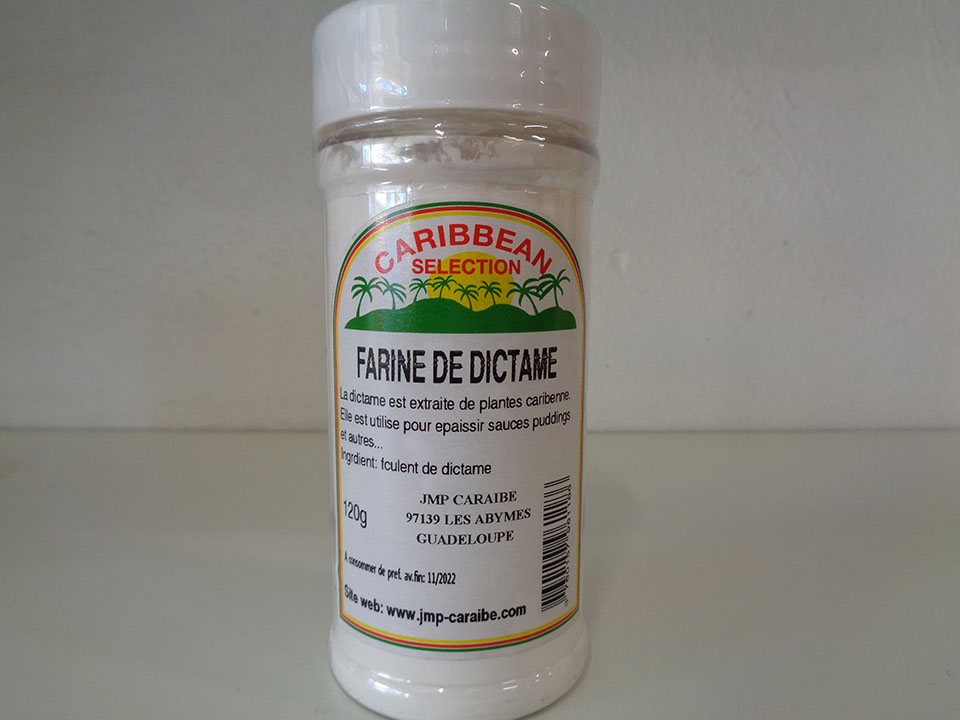 CARIBBEAN
SELECTION
FARINE DE DICTAME
La dictame est extraite de plantes caribenne.
Elle est utilise pour epaissir sauces puddings
et autres...
Ingrdient: fculent de dictame
120g
JMP CARAIBE
97139 LES ABYMES
GUADELOUPE
A consommer de pref. av.fin: 11/2022
Site web: www.jmp-caraibe.com